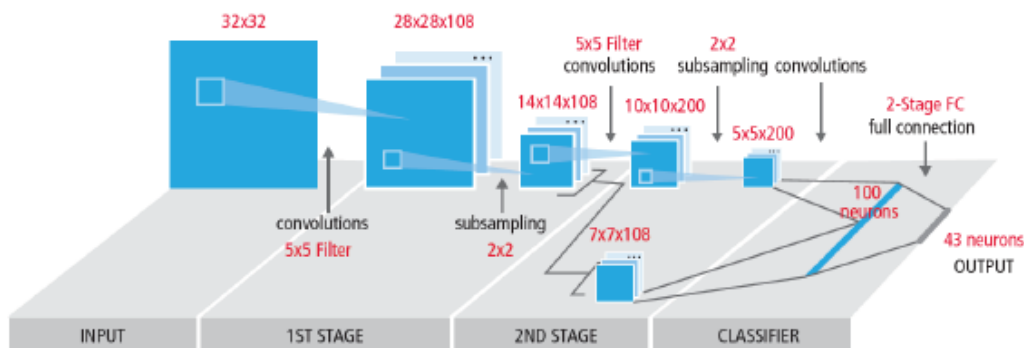 32x32
28x28x108
5x5 Filter
convolutions
2x2
subsampling
convolutions
14x14x108
10x10x200
5x5x200
2-Stage FC
full connection
convolutions
5x5 Filter
subsampling
2x2
7x7x108
100
neurons
43 neurons
OUTPUT
INPUT
1ST STAGE
2ND STAGE
CLASSIFIER